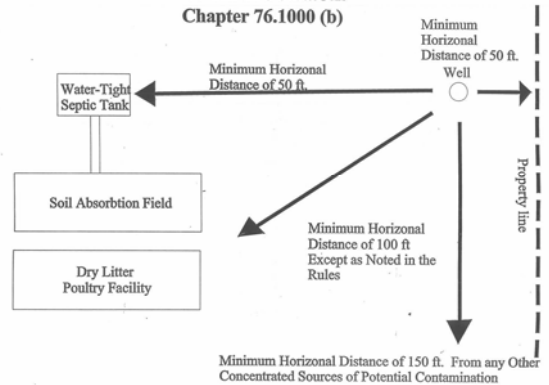 Chapter 76.1000 (b)
Minimum
Horizonal
Distance of 50 ft.
Well
Minimum Horizonal
Distance of 50 ft.
Water-Tight
Septic Tank
Property line
Soil Absorbtion Field
Minimum Horizonal
Distance of 100 ft
Except as Noted in the
Rules
Dry Litter
Poultry Facility
Minimum Horizonal Distance of 150 ft. From any Other
Concentrated Sources of Potential Contamination